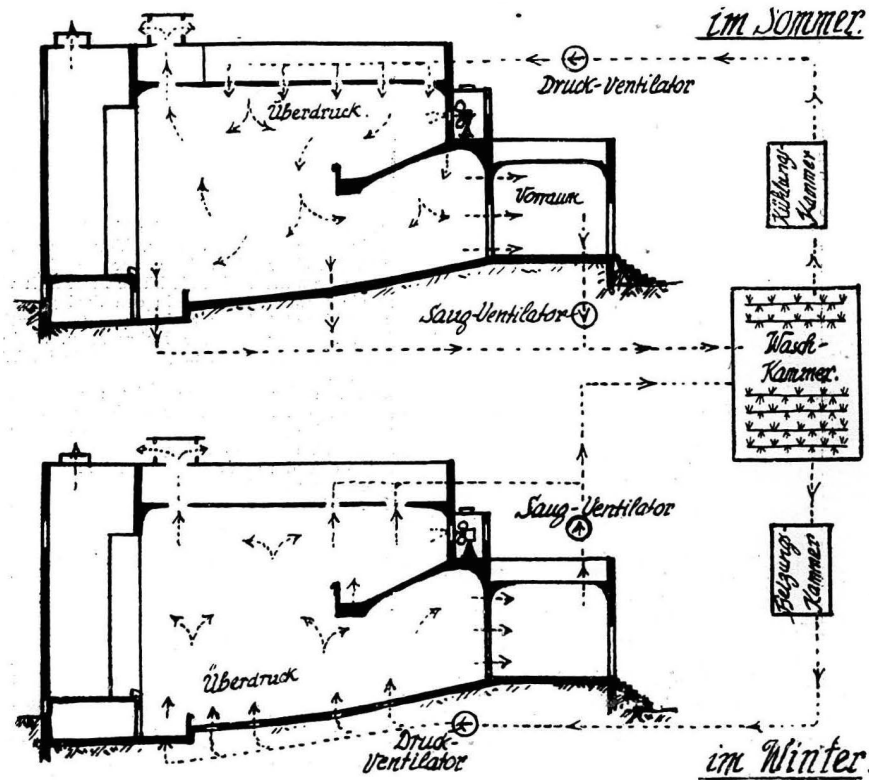 im Sommer.
Druck-Ventilator
Überdruck
Kühlungs-
Kammer
Vorraum
Saug-Ventilator
Wasch-
Kammer.
Saug-Ventilator
Heizungs-
Kammer
Überdruck
Druck-
Ventilator
im Winter.